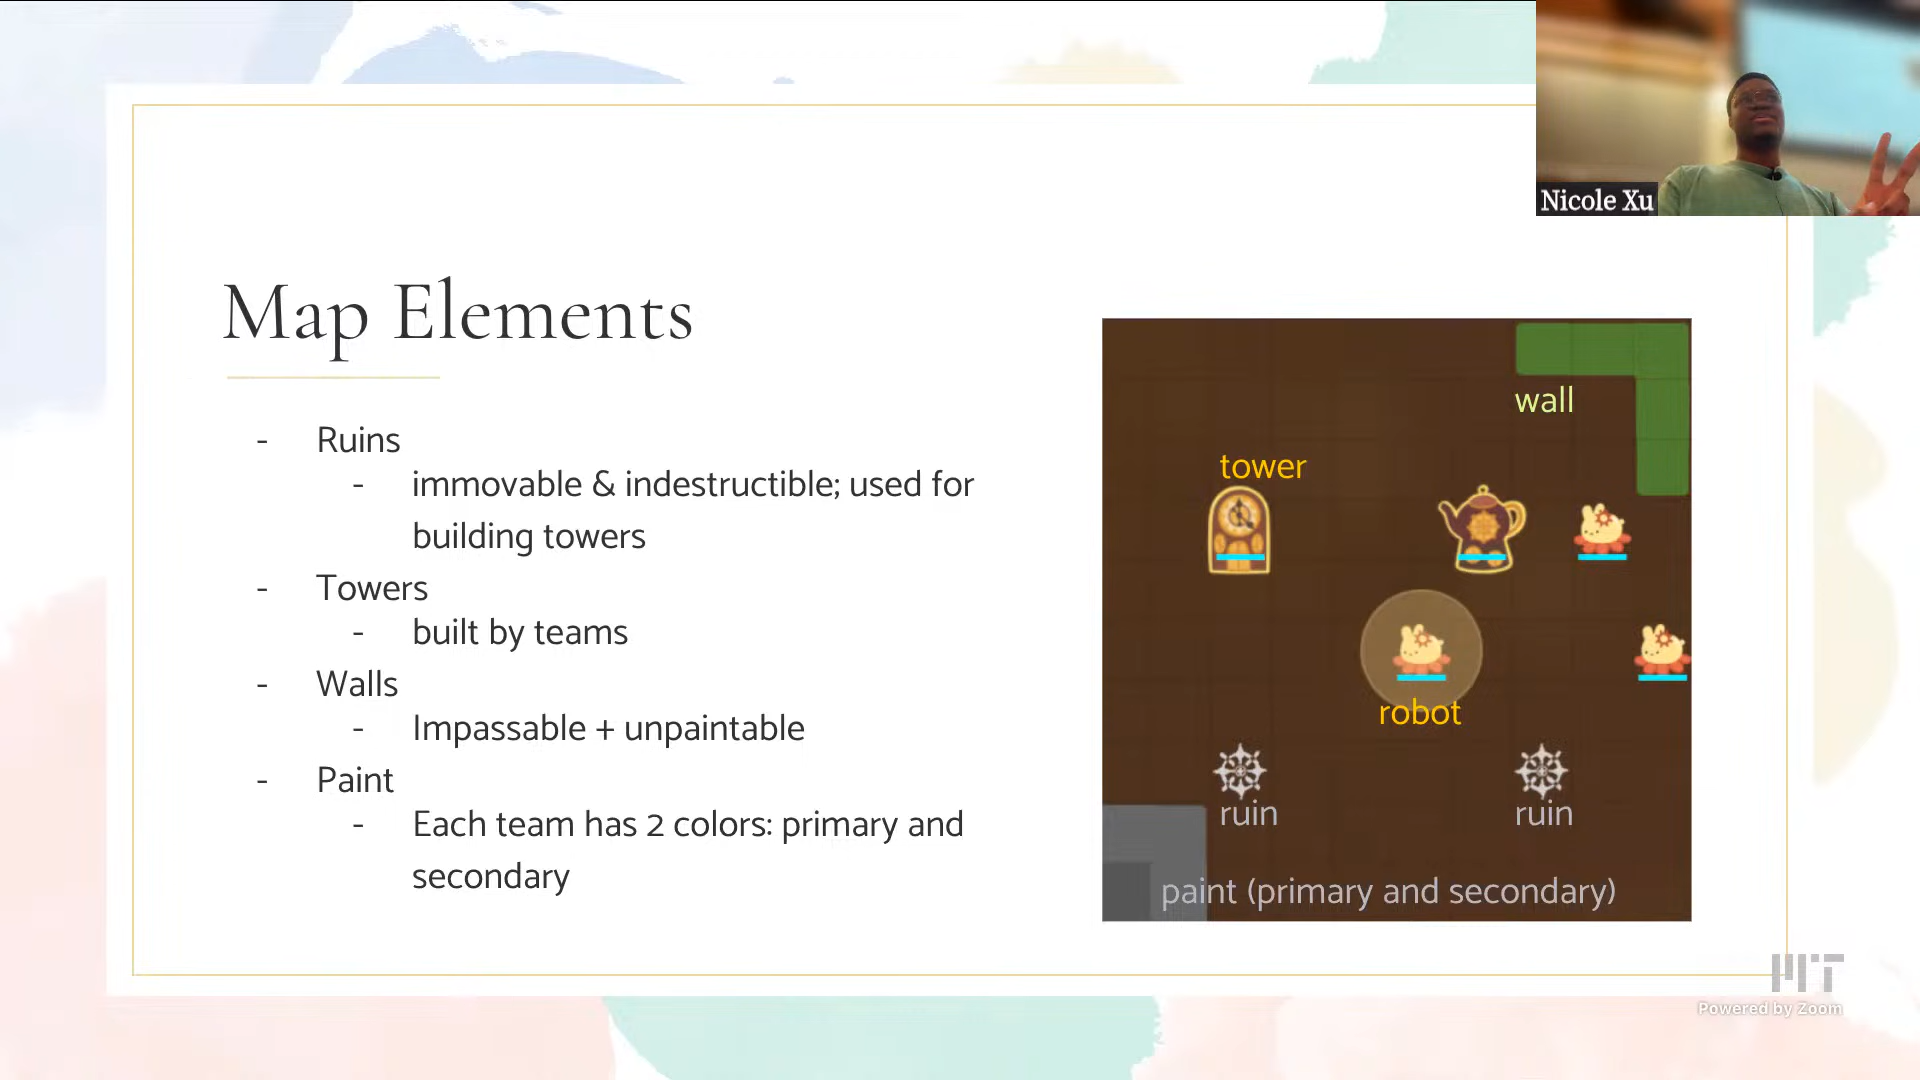 Nicole Xu
Map Elements
- Ruins
- immovable & indestructible; used for
building towers
- Towers
- built by teams
- Walls
- Impassable + unpaintable
- Paint
- Each team has 2 colors: primary and
secondary
wall
tower
robot
ruin
ruin
paint (primary and secondary)
MIT
Powered by Zoom